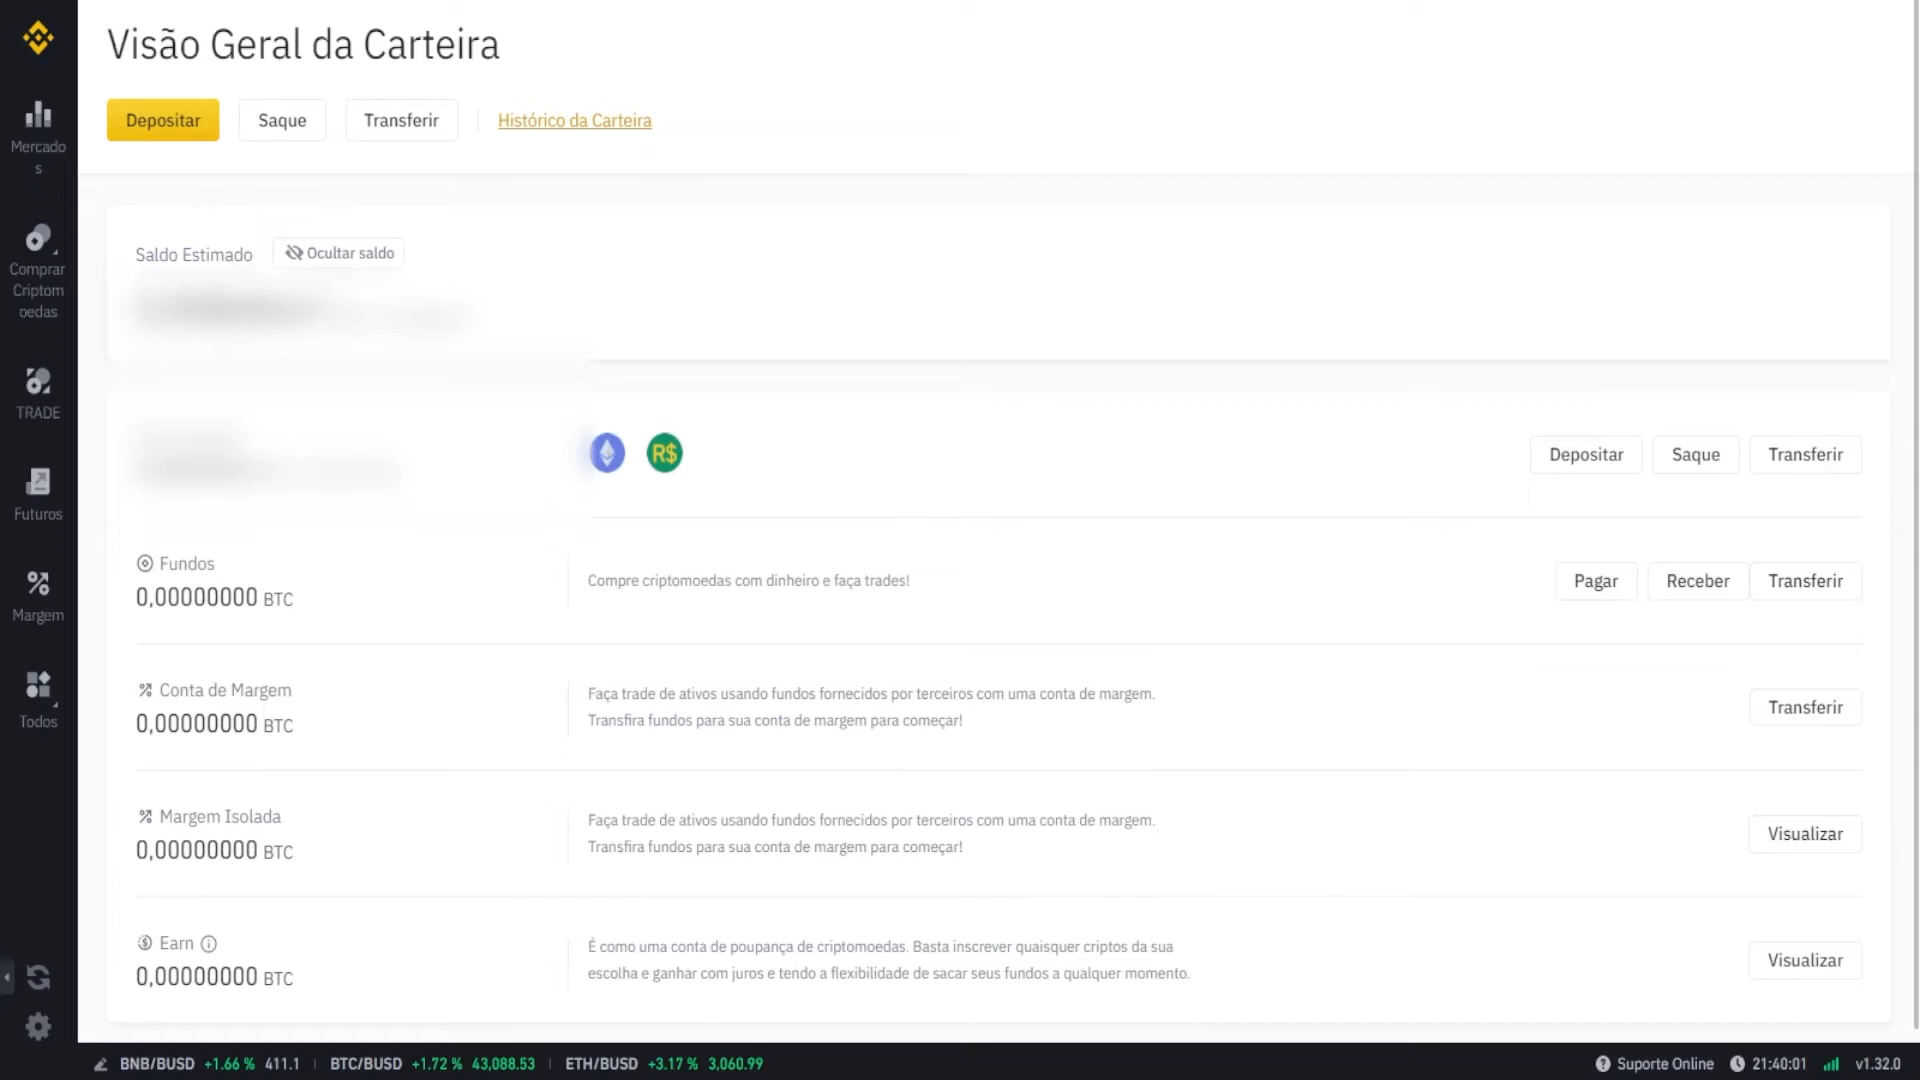 Visão Geral da Carteira
Depositar
Saque
Transferir
Histórico da Carteira
Mercado
s
Comprar
Criptom
oedas
TRADE
Futuros
Margem
Todos
Saldo Estimado
Ocultar saldo
R$
Depositar
Saque
Transferir
Fundos
0,00000000 BTC
Compre criptomoedas com dinheiro e faça trades!
Pagar
Receber
Transferir
Conta de Margem
0,00000000 BTC
Faça trade de ativos usando fundos fornecidos por terceiros com uma conta de margem.
Transfira fundos para sua conta de margem para começar!
Transferir
Margem Isolada
0,00000000 BTC
Faça trade de ativos usando fundos fornecidos por terceiros com uma conta de margem.
Transfira fundos para sua conta de margem para começar!
Visualizar
Earn
0,00000000 BTC
É como uma conta de poupança de criptomoedas. Basta inscrever quaisquer criptos da sua
escolha e ganhar com juros e tendo a flexibilidade de sacar seus fundos a qualquer momento.
Visualizar
BNB/BUSD +1.66 % 411.1 BTC/BUSD +1.72 % 43,088.53 ETH/BUSD +3.17 % 3,060.99
Suporte Online 21:40:01 v1.32.0